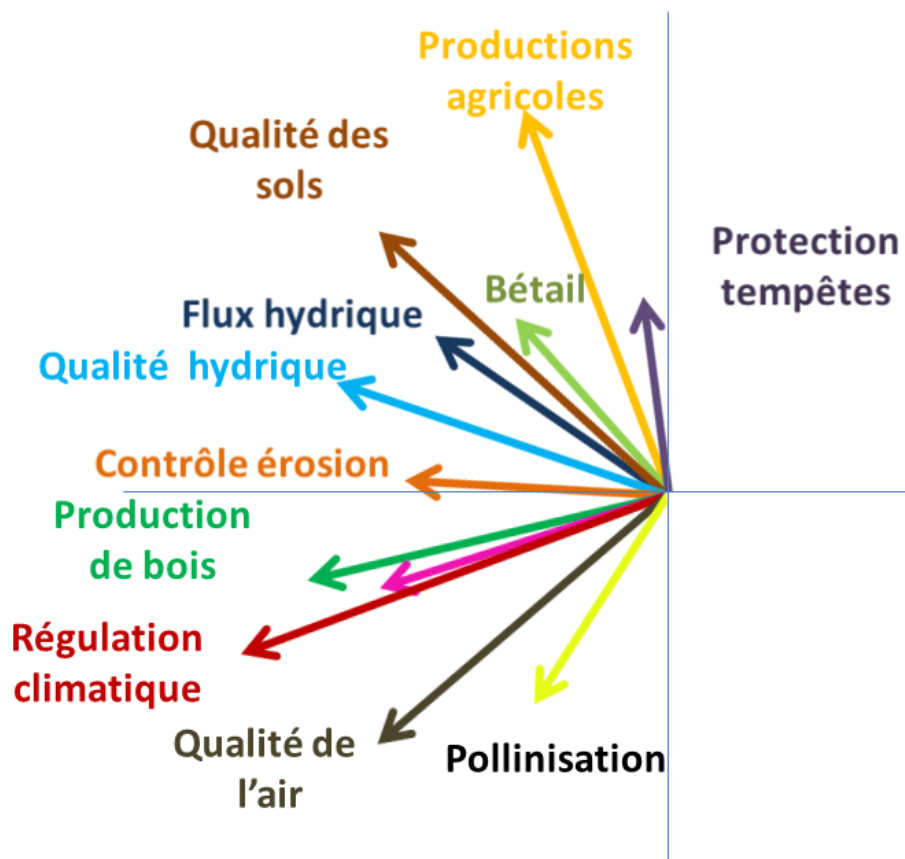 Productions
agricoles
Qualité des
sols
Protection
tempêtes
Bétail
Flux hydrique
Qualité  hydrique
Contrôle érosion
Production
de bois
Régulation
climatique
Qualité de
l’air
Pollinisation